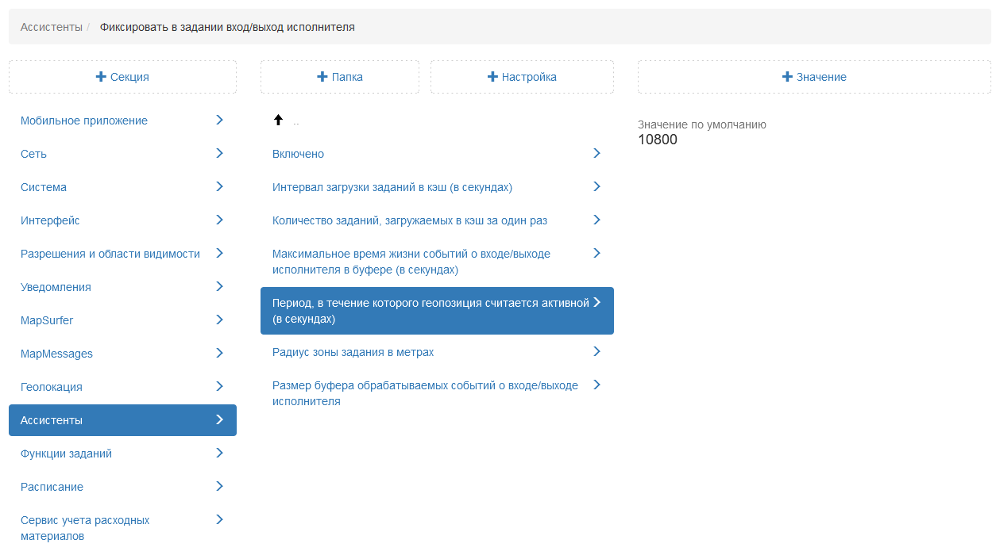 Ассистенты / Фиксировать в задании вход/выход исполнителя
Секция
Папка
Настройка
Значение
Мобильное приложение
Сеть
Система
Интерфейс
Разрешения и области видимости
Уведомления
MapSurfer
MapMessages
Геолокация
Ассистенты
Функции заданий
Расписание
Сервис учета расходных
материалов
..
Включено
Интервал загрузки заданий в кэш (в секундах)
Количество заданий, загружаемых в кэш за один раз
Максимальное время жизни событий о входе/выходе
исполнителя в буфере (в секундах)
Период, в течение которого геопозиция считается активной
(в секундах)
Радиус зоны задания в метрах
Размер буфера обрабатываемых событий о входе/выходе
исполнителя
Значение по умолчанию
10800